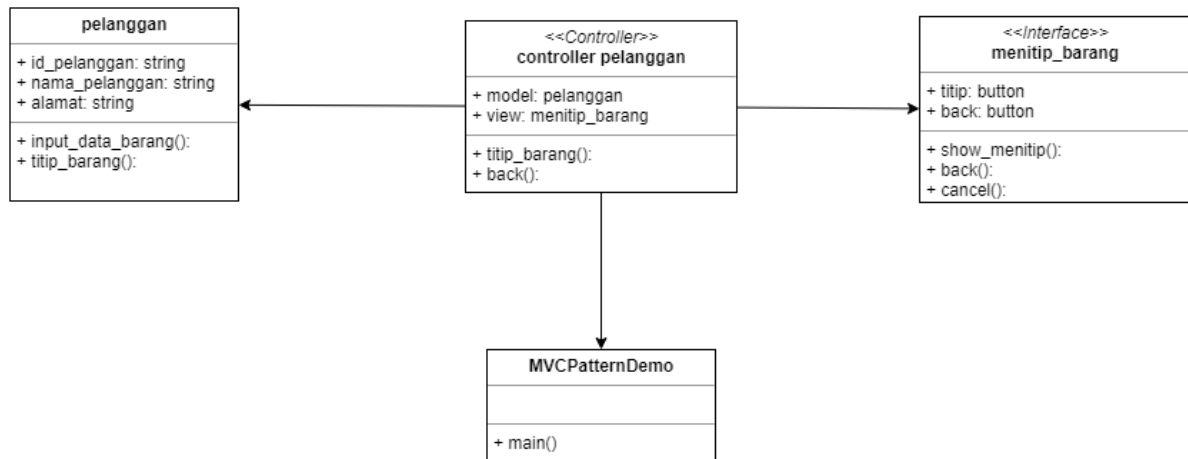 pelanggan
+ id_pelanggan: string
+ nama_pelanggan: string
+ alamat: string
+ input_data_barang():
+ titip_barang():
<<Controller>>
controller pelanggan
+ model: pelanggan
+ view: menitip_barang
+ titip_barang():
+ back():
<<Interface>>
menitip_barang
+ titip: button
+ back: button
+ show_menitip():
+ back():
+ cancel():
MVCPatternDemo
+ main()